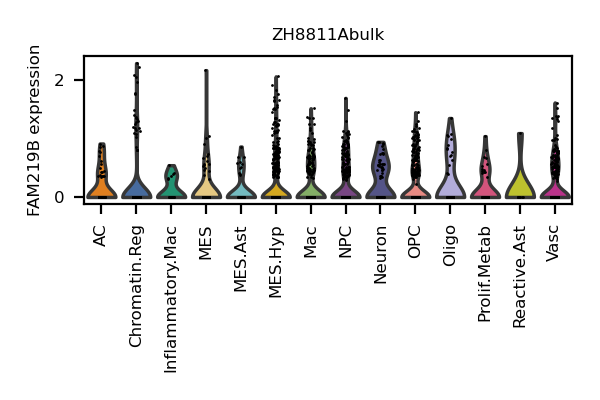 ZH8811Abulk
FAM219B expression
2
0
AC
Chromatin.Reg
Inflammatory.Mac
MES
MES.Ast
MES.Hyp
Mac
NPC
Neuron
OPC
Oligo
Prolif.Metab
Reactive.Ast
Vasc